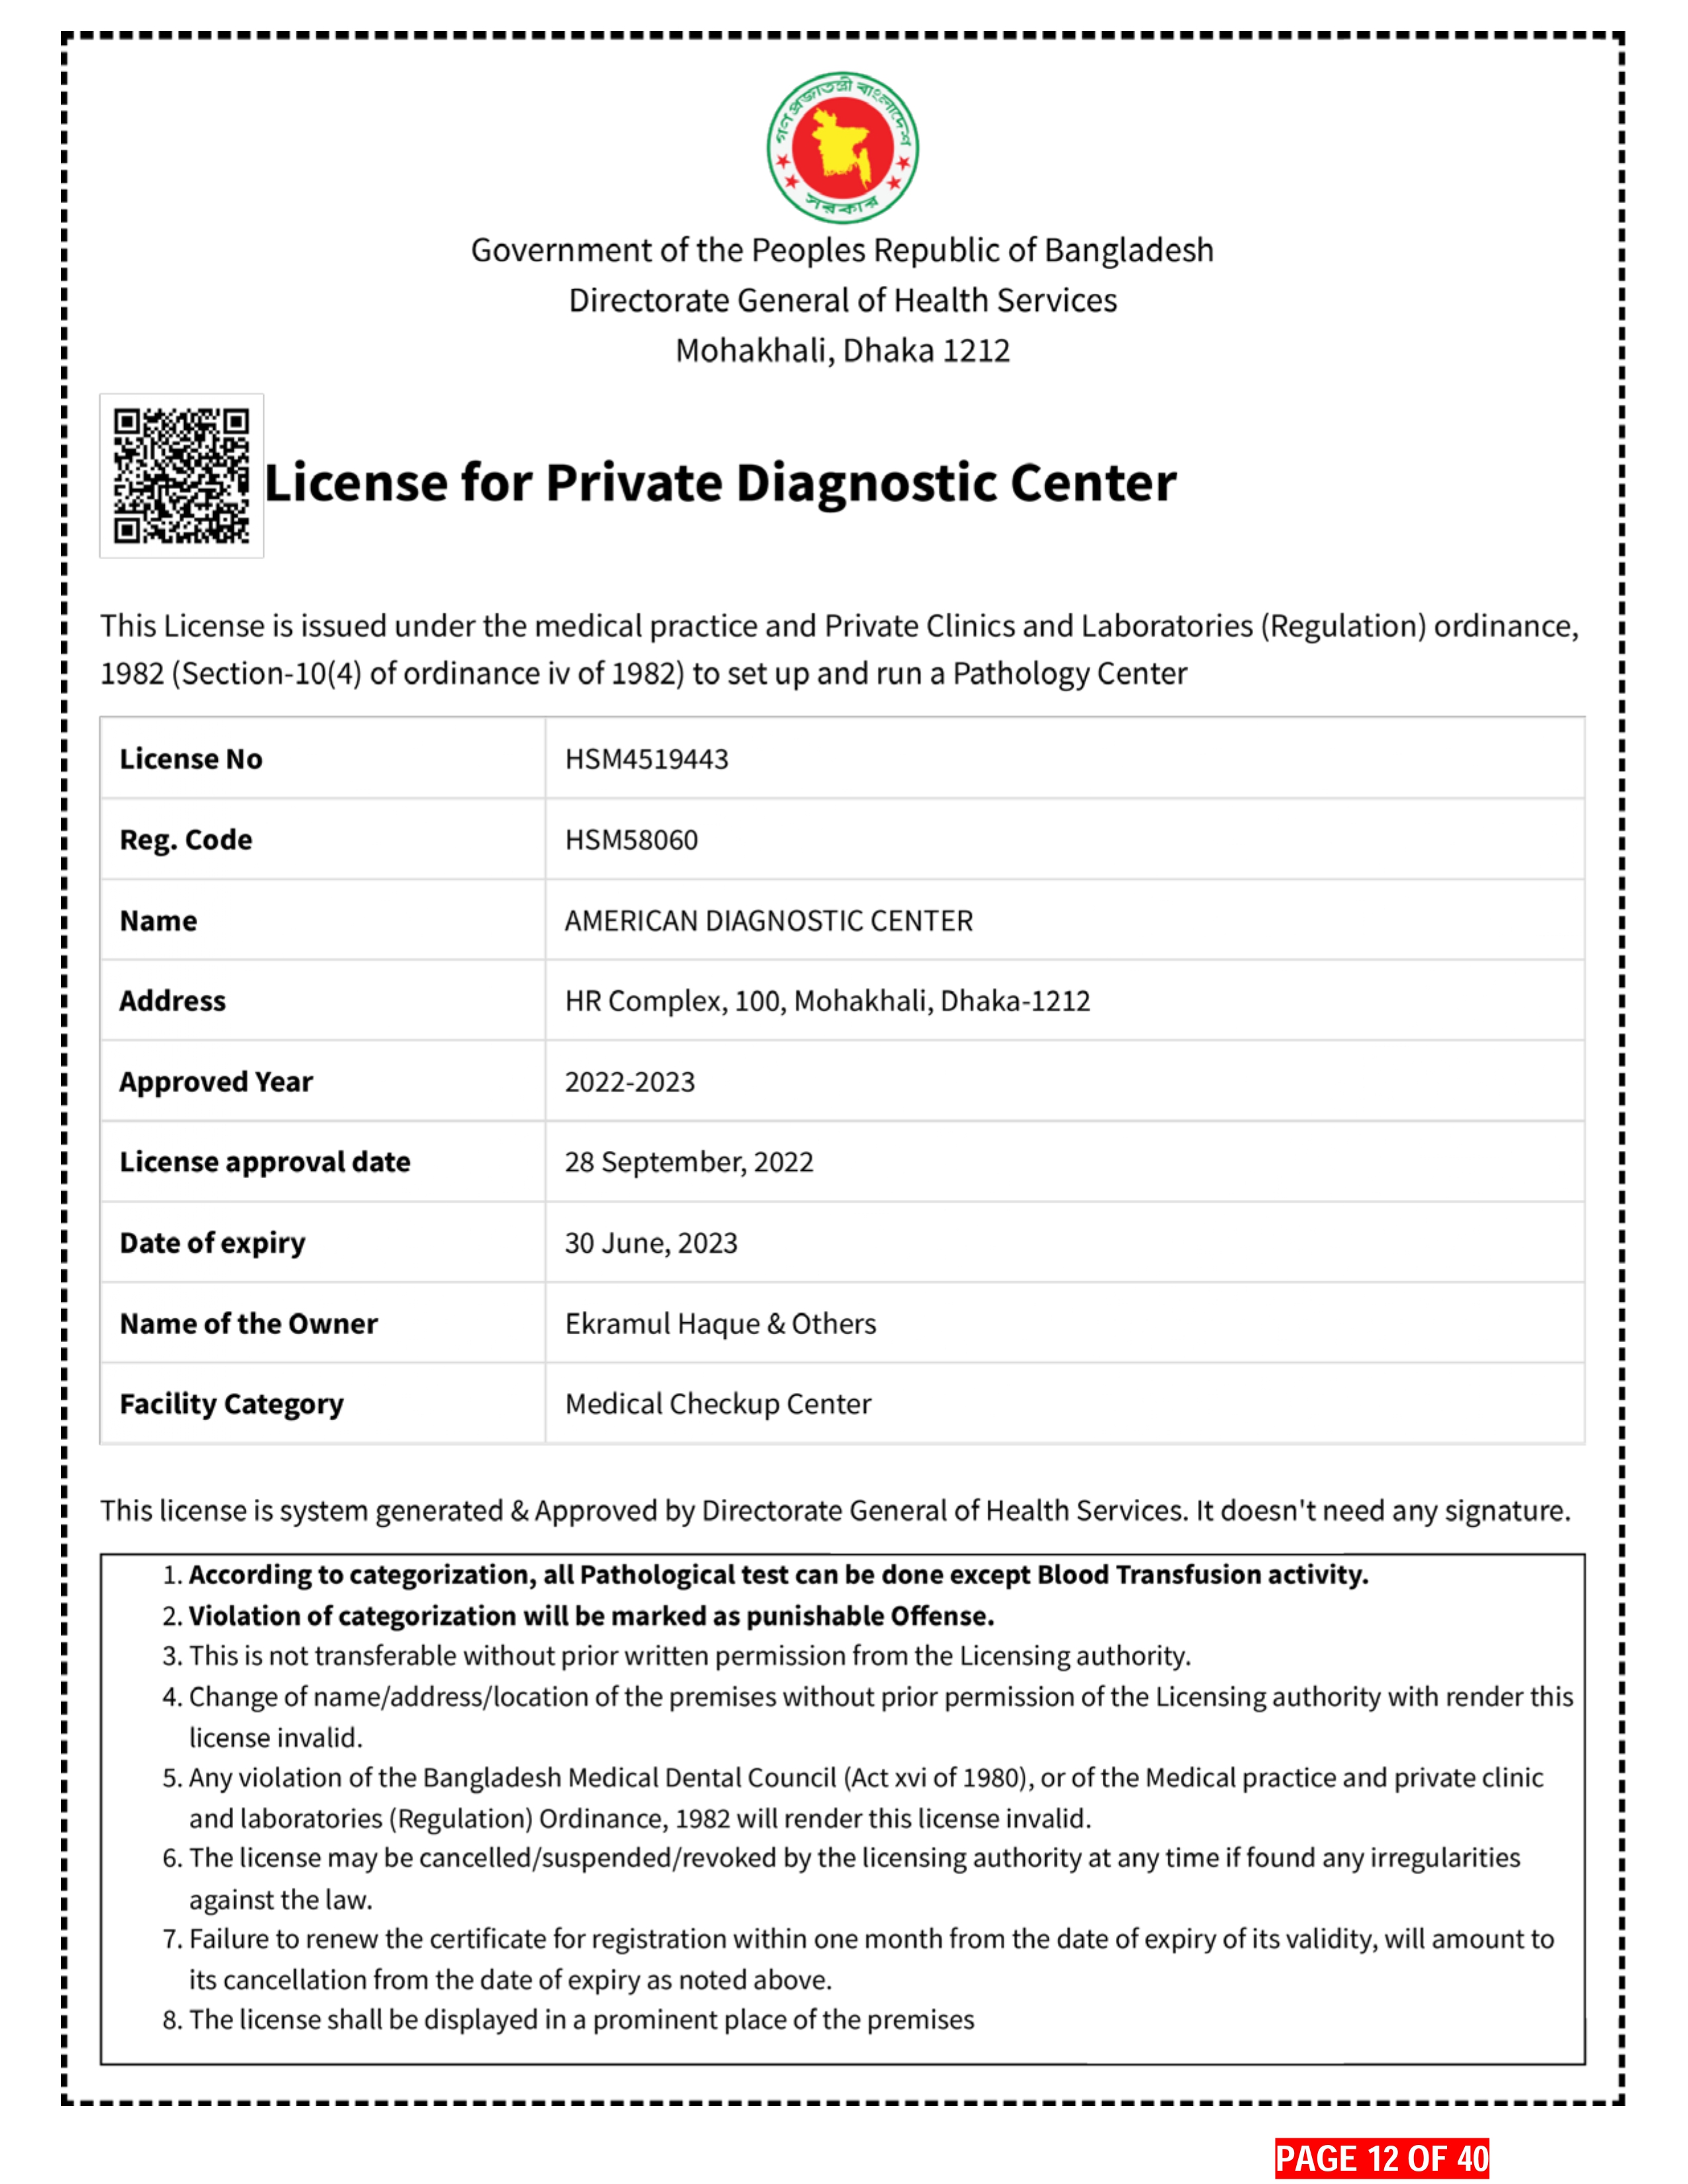 গণপ্রজাতন্ত্রী বাংলাদেশ
সরকার
Government of the Peoples Republic of Bangladesh
Directorate General of Health Services
Mohakhali, Dhaka 1212
License for Private Diagnostic Center
This License is issued under the medical practice and Private Clinics and Laboratories (Regulation) ordinance,
1982 (Section-10(4) of ordinance iv of 1982) to set up and run a Pathology Center
License No HSM4519443
Reg. Code HSM58060
Name AMERICAN DIAGNOSTIC CENTER
Address HR Complex, 100, Mohakhali, Dhaka-1212
Approved Year 2022-2023
License approval date 28 September, 2022
Date of expiry 30 June, 2023
Name of the Owner Ekramul Haque & Others
Facility Category Medical Checkup Center
This license is system generated & Approved by Directorate General of Health Services. It doesn't need any signature.
1. According to categorization, all Pathological test can be done except Blood Transfusion activity.
2. Violation of categorization will be marked as punishable Offense.
3. This is not transferable without prior written permission from the Licensing authority.
4. Change of name/address/location of the premises without prior permission of the Licensing authority with render this
license invalid.
5. Any violation of the Bangladesh Medical Dental Council (Act xvi of 1980), or of the Medical practice and private clinic
and laboratories (Regulation) Ordinance, 1982 will render this license invalid.
6. The license may be cancelled/suspended/revoked by the licensing authority at any time if found any irregularities
against the law.
7. Failure to renew the certificate for registration within one month from the date of expiry of its validity, will amount to
its cancellation from the date of expiry as noted above.
8. The license shall be displayed in a prominent place of the premises
PAGE 12 OF 40